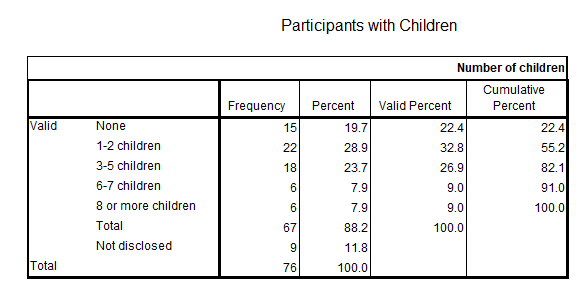 Participants with Children
Number of children
Frequency Percent Valid Percent Cumulative Percent
Valid None 15 19.7 22.4 22.4
1-2 children 22 28.9 32.8 55.2
3-5 children 18 23.7 26.9 82.1
6-7 children 6 7.9 9.0 91.0
8 or more children 6 7.9 9.0 100.0
Total 67 88.2 100.0
Not disclosed 9 11.8
Total 76 100.0